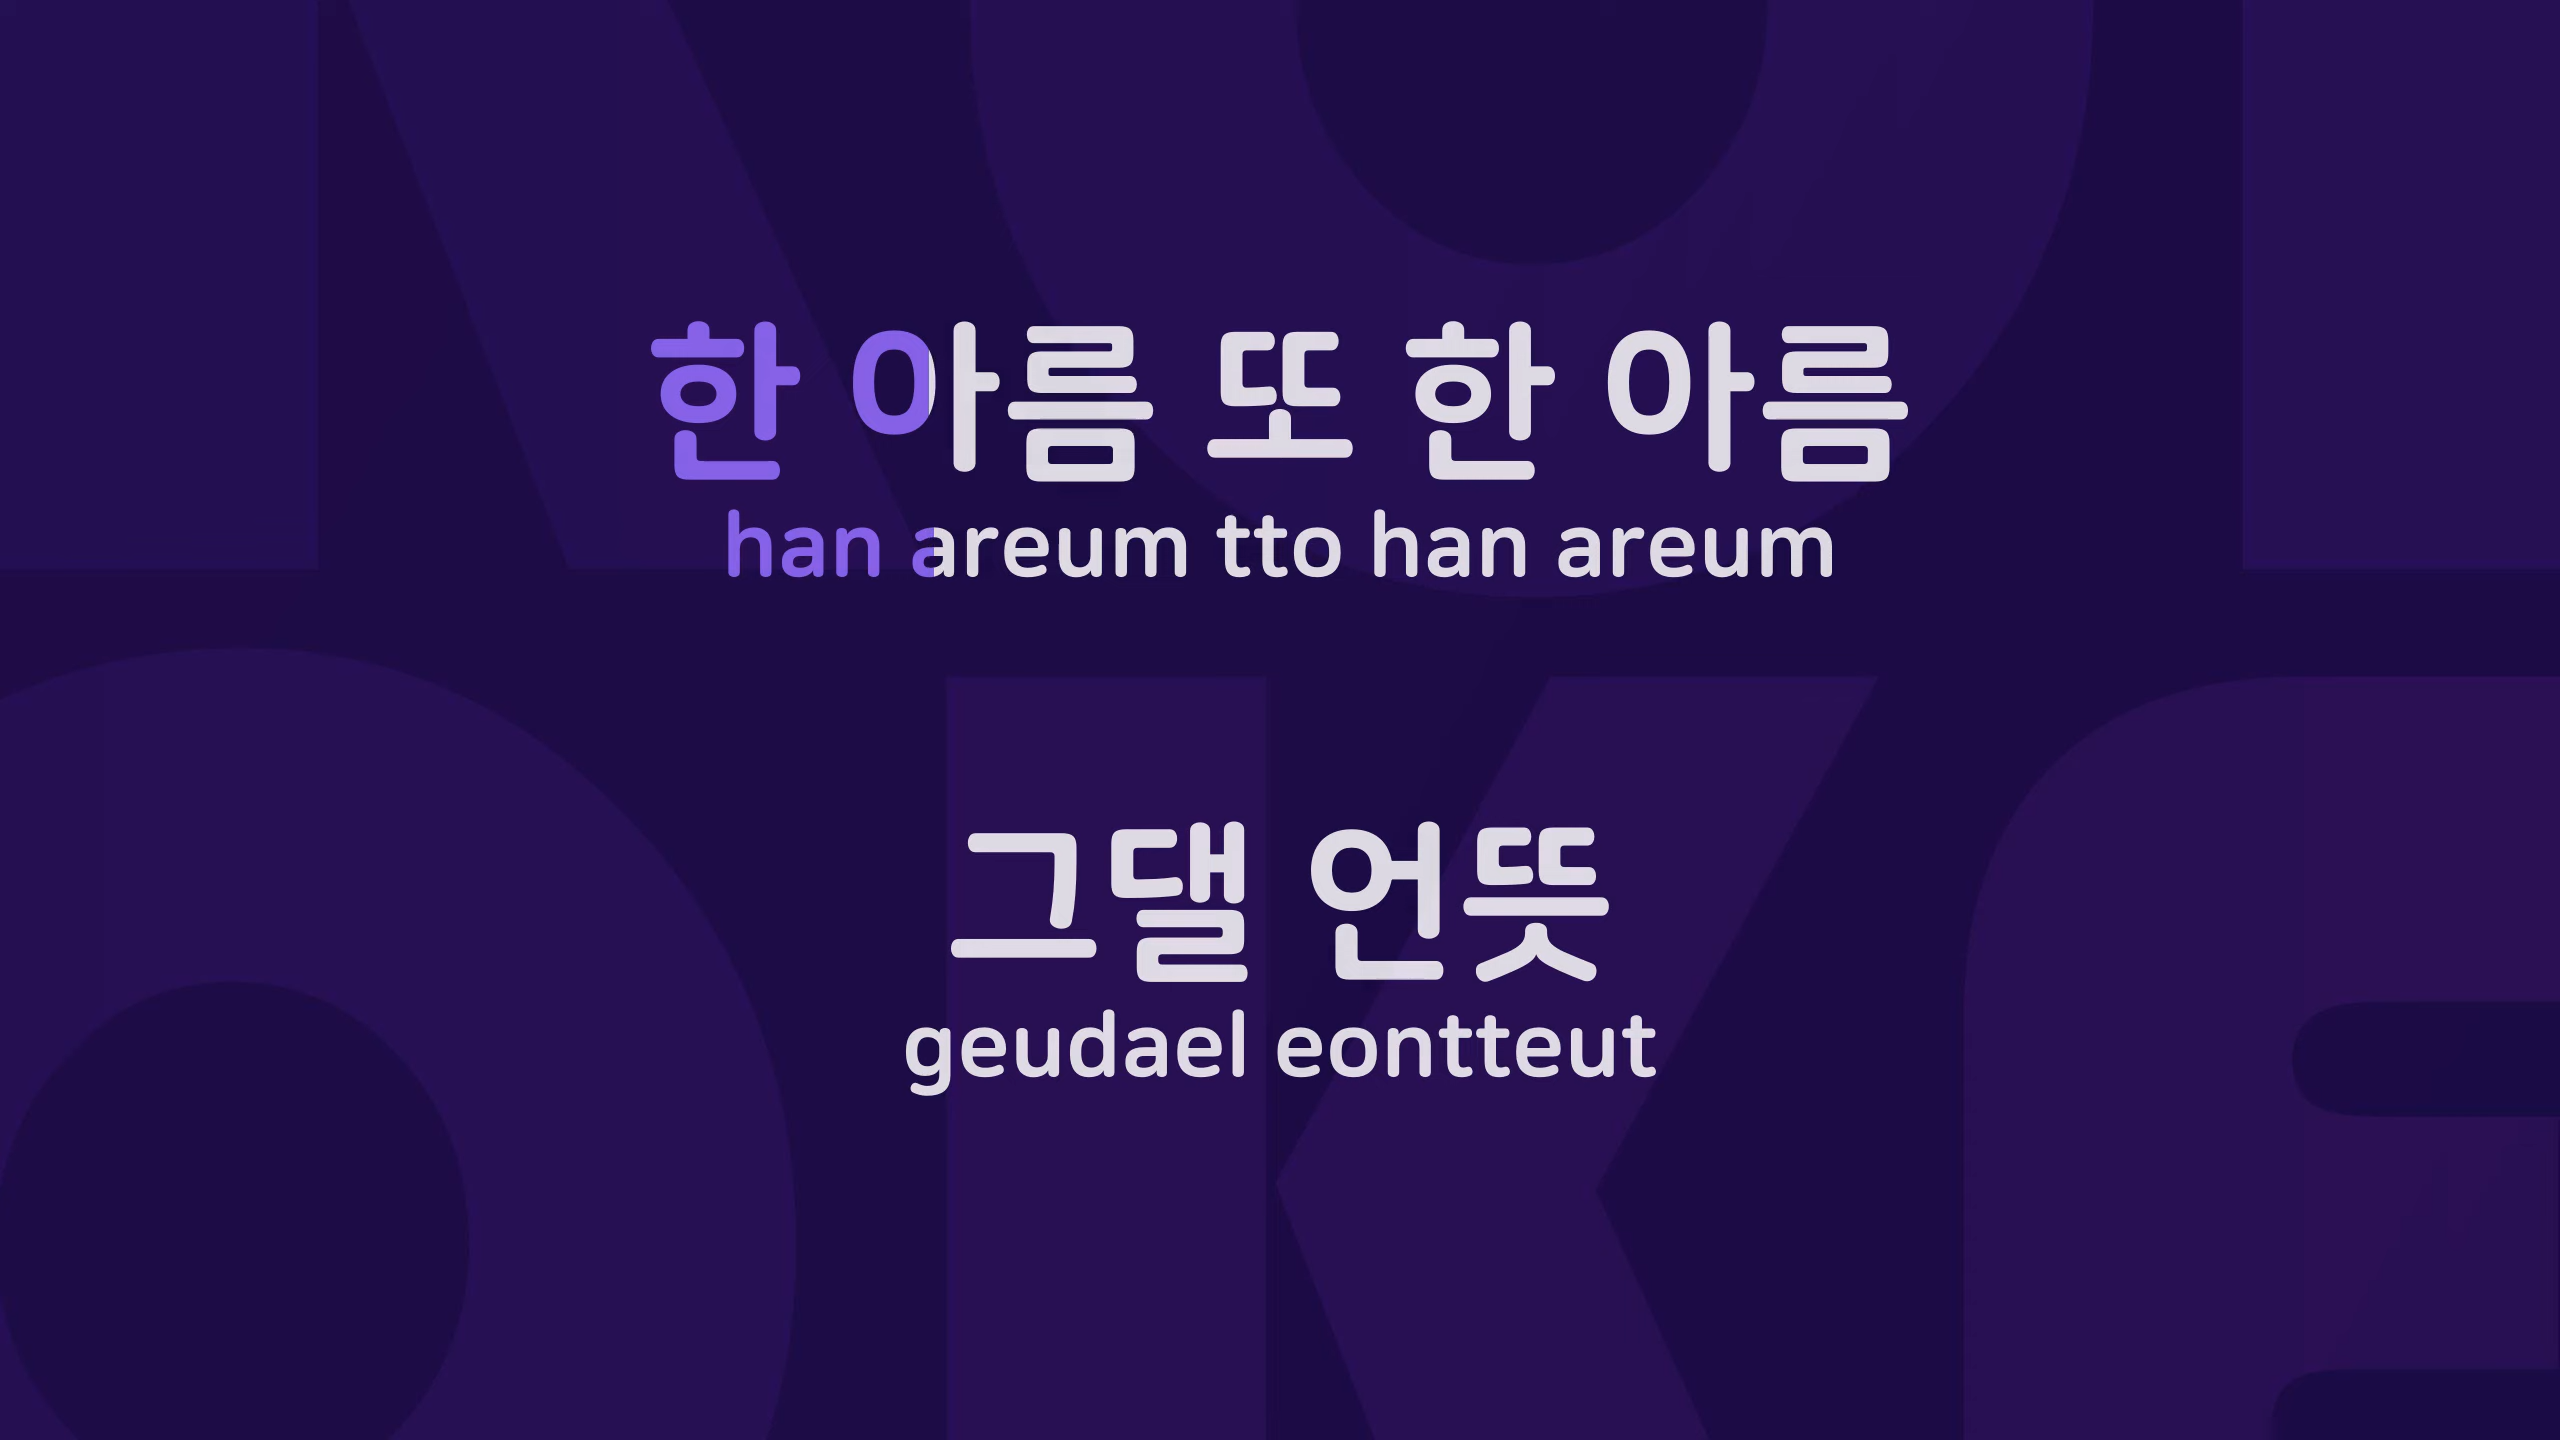 한 아름 또 한 아름
han areum tto han areum
그댈 언뜻
geudael eontteut